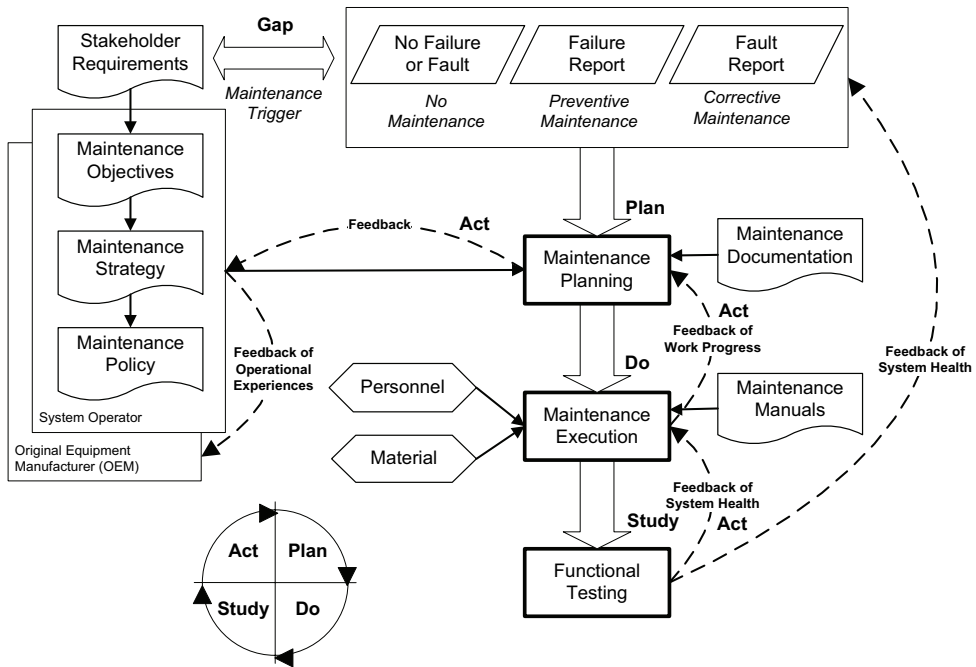 Stakeholder
Requirements
Gap
Maintenance
Trigger
No Failure
or Fault
Failure
Report
Fault
Report
No
Maintenance
Preventive
Maintenance
Corrective
Maintenance
Maintenance
Objectives
Maintenance
Strategy
Maintenance
Policy
System Operator
Original Equipment
Manufacturer (OEM)
Feedback
Act
Plan
Maintenance
Planning
Maintenance
Documentation
Feedback of
Operational
Experiences
Act
Feedback of
Work Progress
Do
Feedback of
System Health
Personnel
Material
Maintenance
Execution
Maintenance
Manuals
Feedback of
System Health
Study
Act
Functional
Testing
Act
Plan
Study
Do